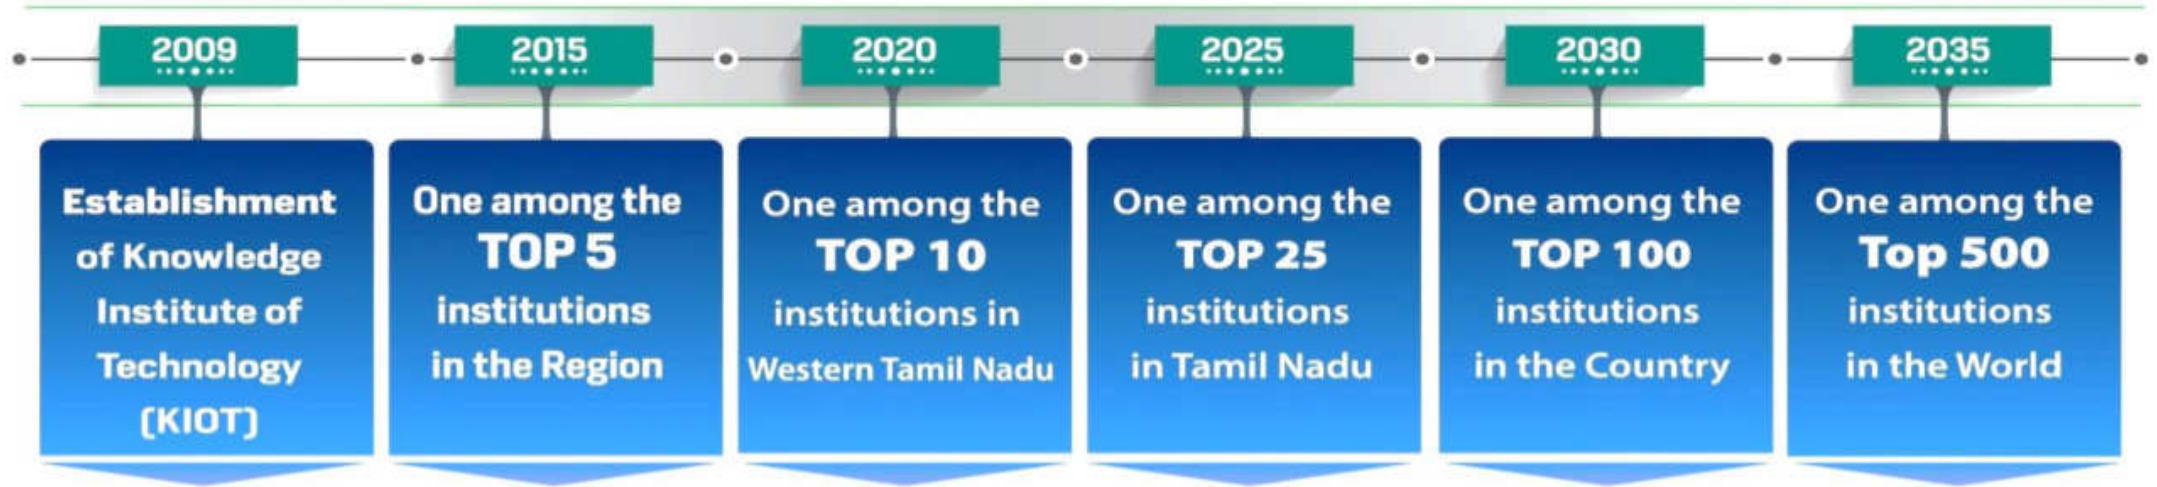 2009
Establishment
of Knowledge
Institute of
Technology
(KIOT)
2015
One among the
TOP 5
institutions
in the Region
2020
One among the
TOP 10
institutions in
Western Tamil Nadu
2025
One among the
TOP 25
institutions
in Tamil Nadu
2030
One among the
TOP 100
institutions
in the Country
2035
One among the
Top 500
institutions
in the World